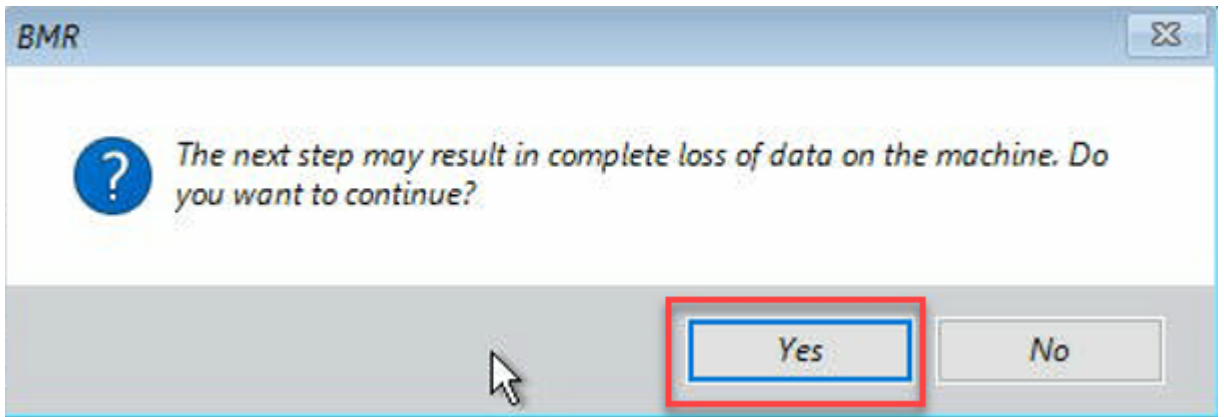 BMR
The next step may result in complete loss of data on the machine. Do
you want to continue?
Yes
No